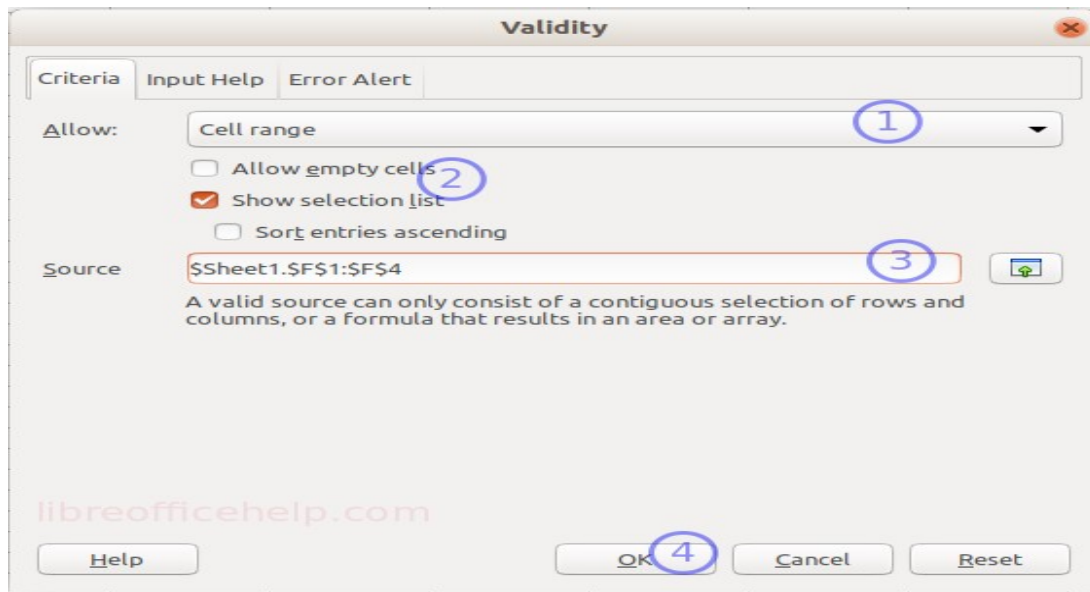 Validity
Criteria Input Help Error Alert
Allow: Cell range 1
Allow empty cells
2
Show selection list
Sort entries ascending
Source $Sheet1.$F$1:$F$4 3
A valid source can only consist of a contiguous selection of rows and
columns, or a formula that results in an area or array.
libreofficehelp.com
Help OK 4 Cancel Reset